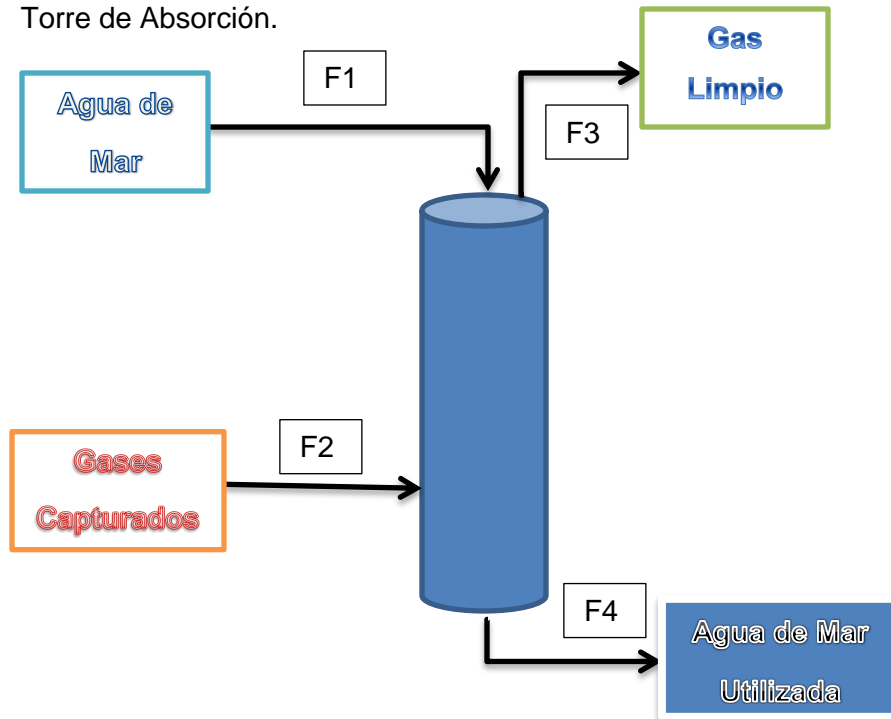 Torre de Absorción.
Gas
Limpio
F1
Agua de
Mar
F3
F2
Gases
Capturados
F4
Agua de Mar
Utilizada